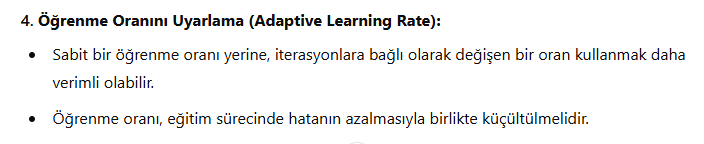 4. Öğrenme Oranını Uyarlama (Adaptive Learning Rate):
• Sabit bir öğrenme oranı yerine, iterasyonlara bağlı olarak değişen bir oran kullanmak daha
verimli olabilir.
• Öğrenme oranı, eğitim sürecinde hatanın azalmasıyla birlikte küçültülmelidir.